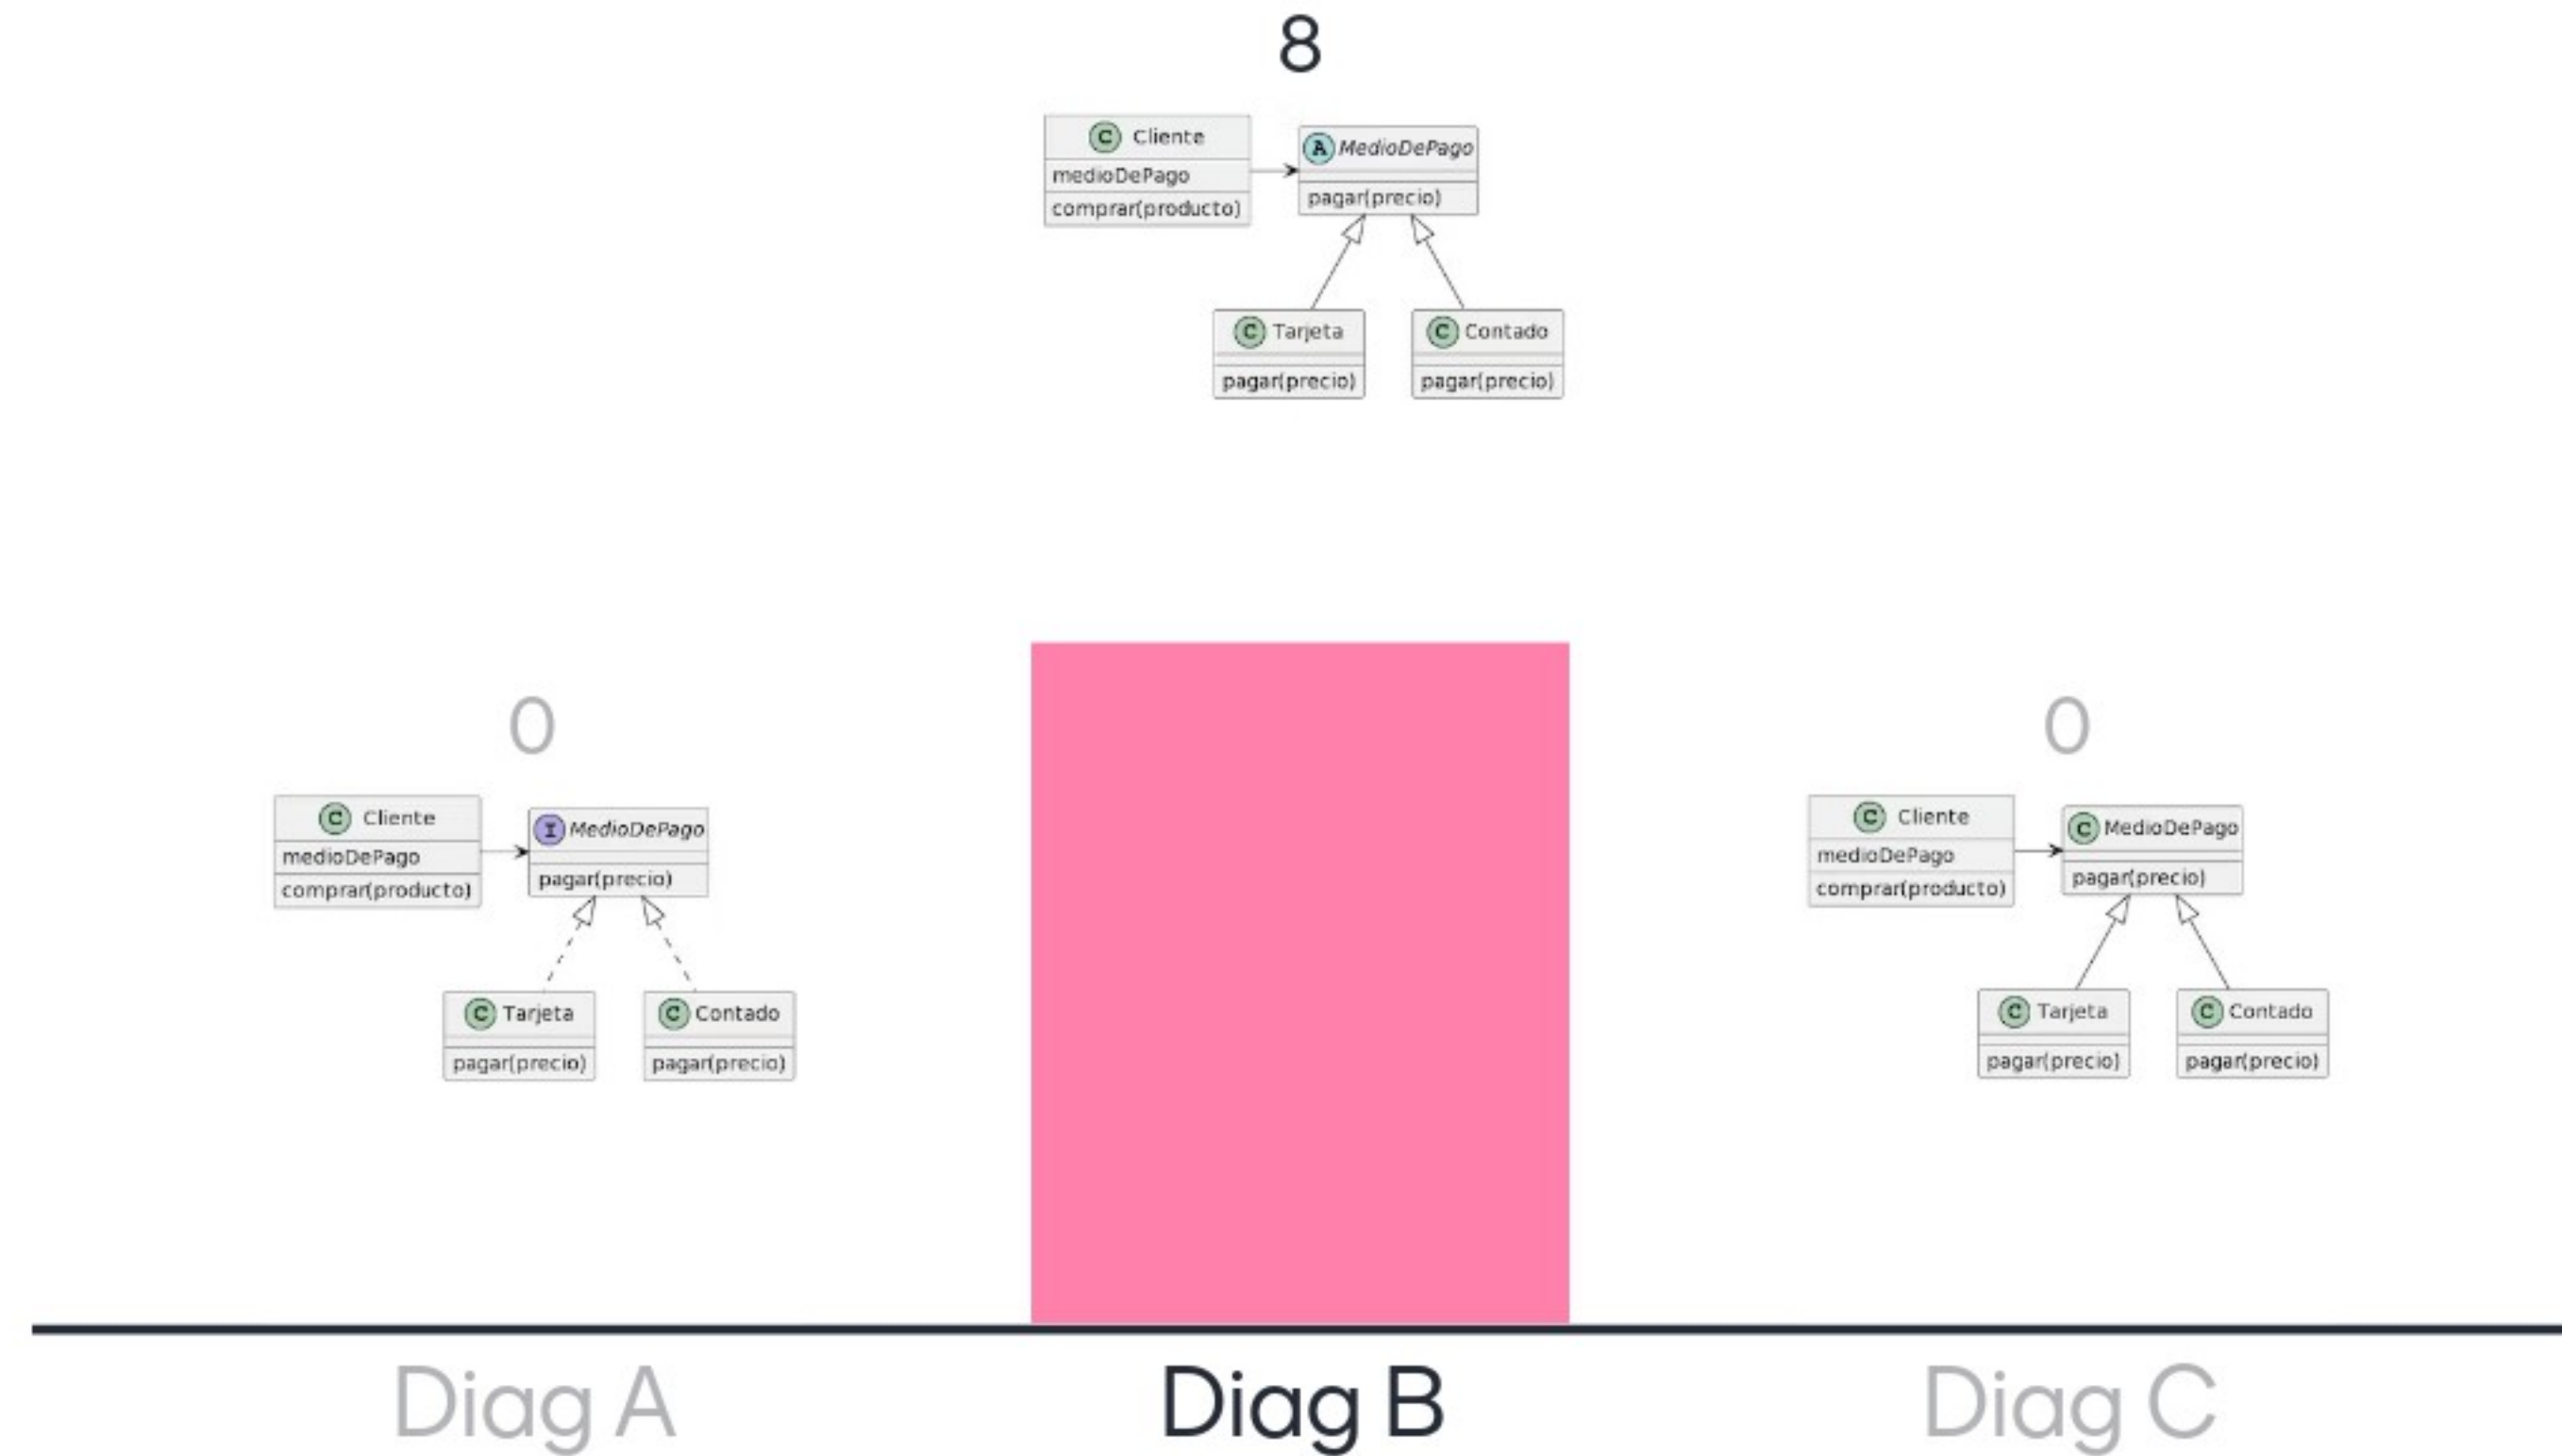 8
C Cliente
medioDePago
comprar(producto)
A MedioDePago
pagar(precio)
C Tarjeta
pagar(precio)
C Contado
pagar(precio)
0
C Cliente
medioDePago
comprar(producto)
I MedioDePago
pagar(precio)
C Tarjeta
pagar(precio)
C Contado
pagar(precio)
0
C Cliente
medioDePago
comprar(producto)
C MedioDePago
pagar(precio)
C Tarjeta
pagar(precio)
C Contado
pagar(precio)
Diag A
Diag B
Diag C